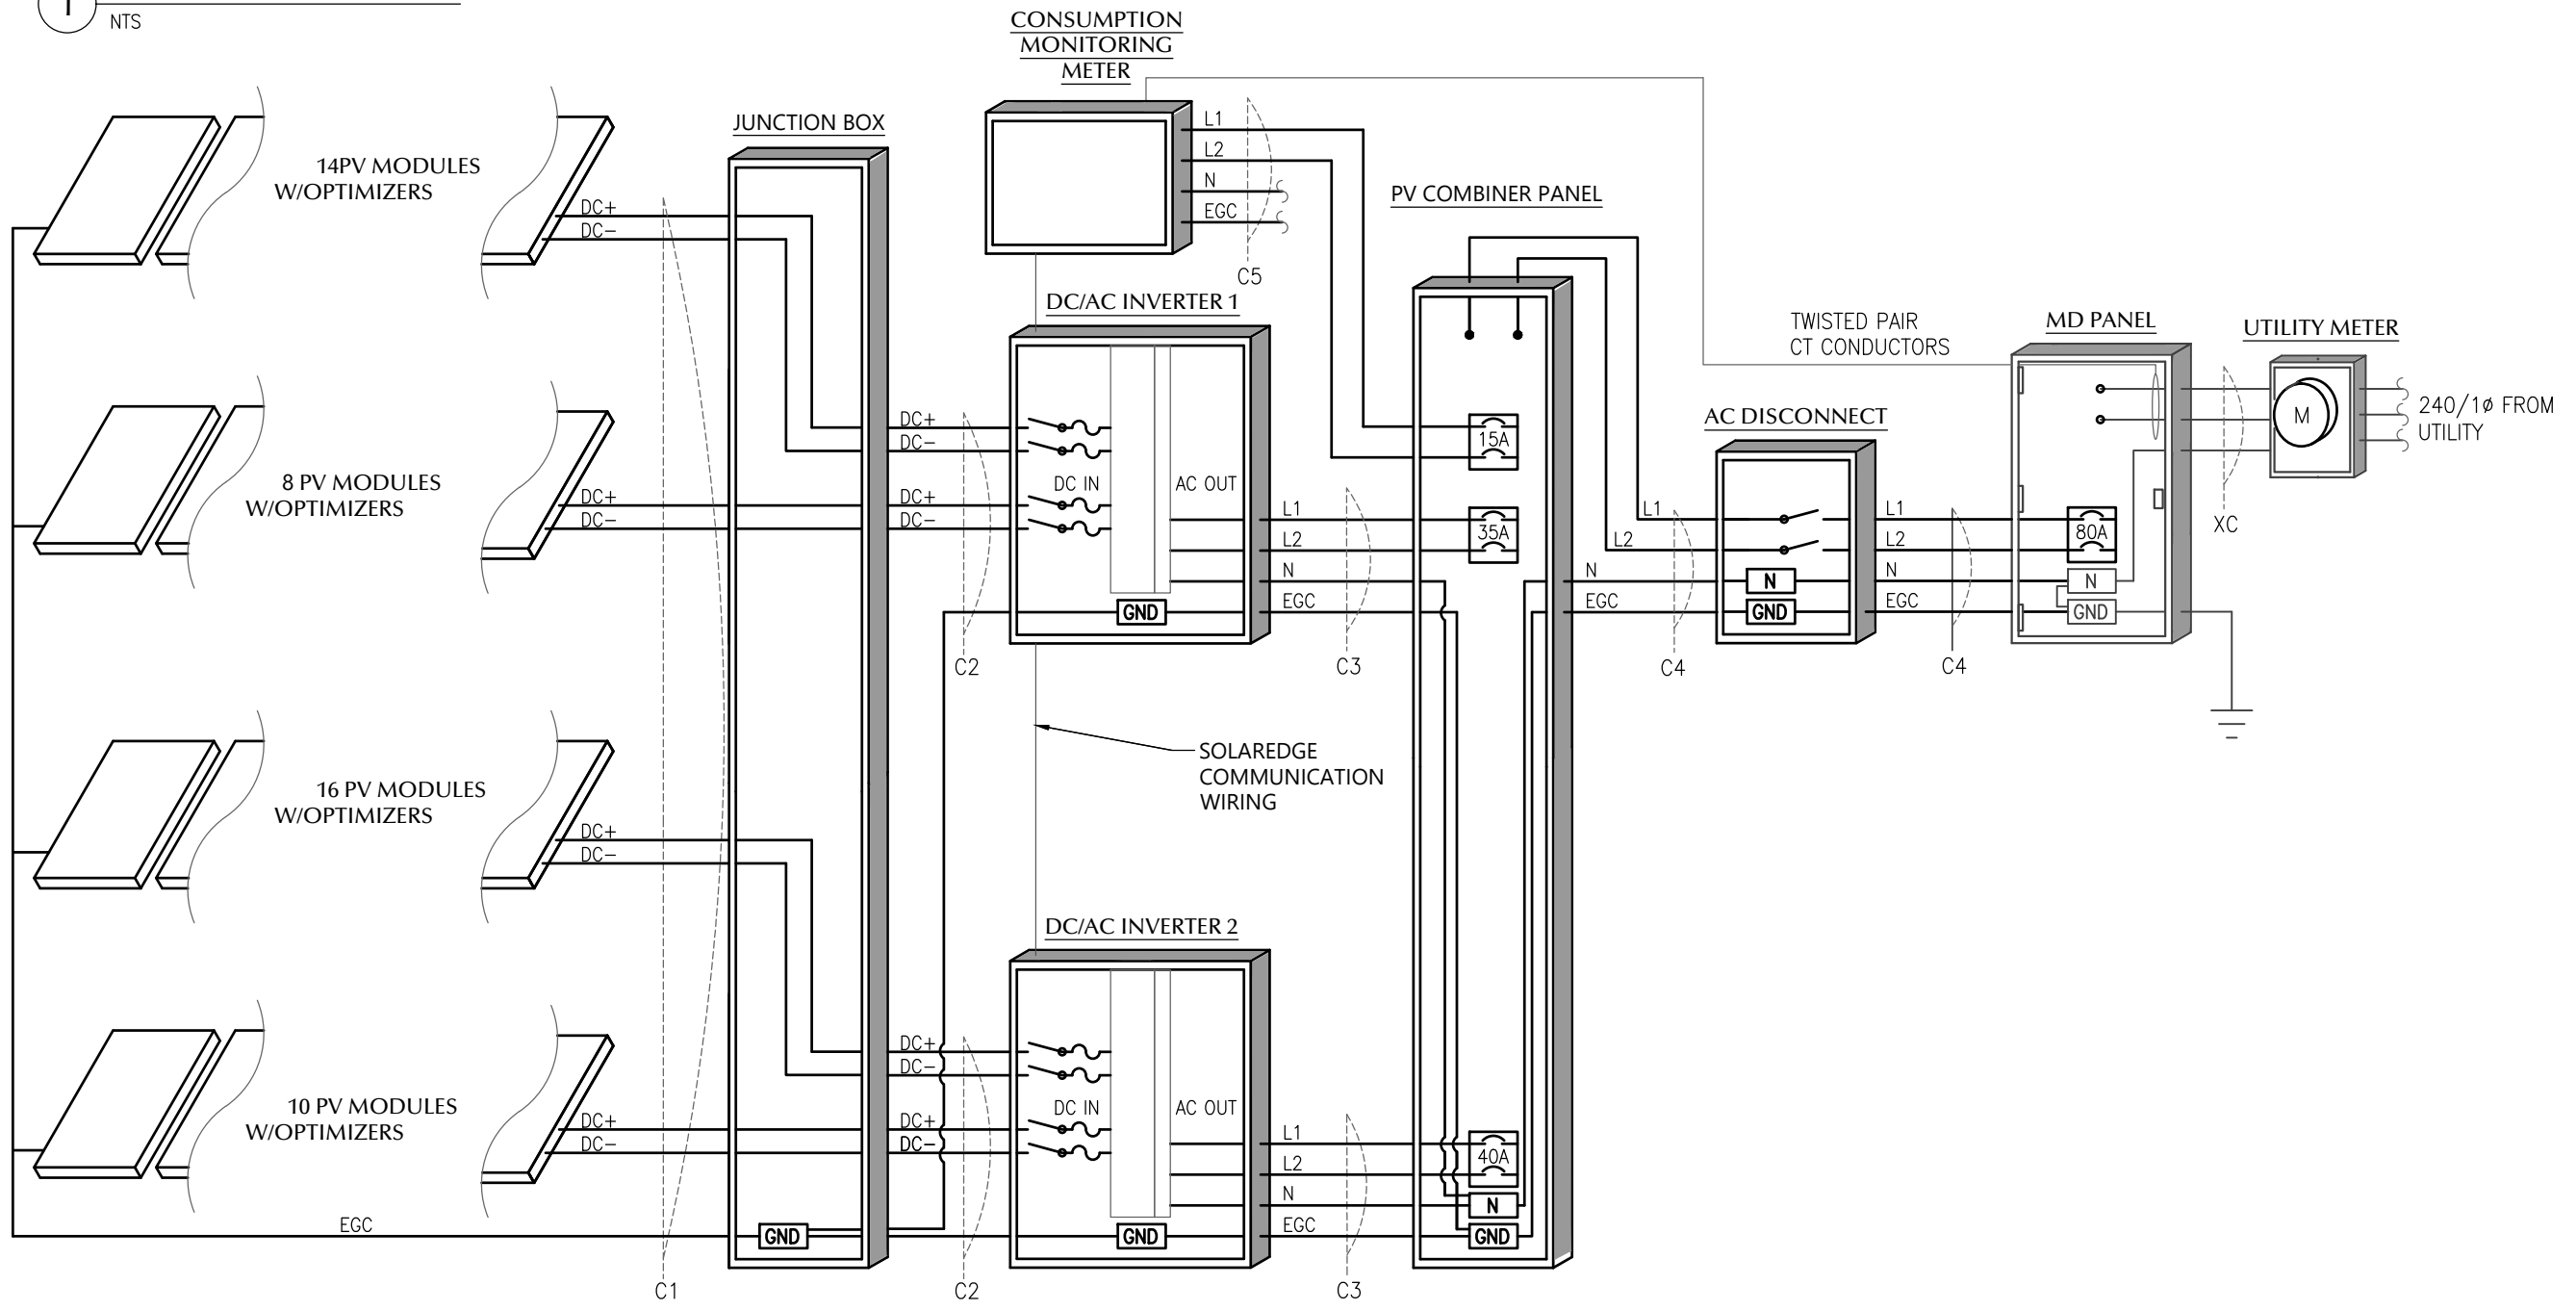 1
NTS
CONSUMPTION
MONITORING
METER
JUNCTION BOX
14PV MODULES
W/OPTIMIZERS
DC+
DC−
L1
L2
N
EGC
C5
PV COMBINER PANEL
DC/AC INVERTER 1
TWISTED PAIR
CT CONDUCTORS
MD PANEL
UTILITY METER
M
240/1ø FROM
UTILITY
AC DISCONNECT
8 PV MODULES
W/OPTIMIZERS
DC+
DC−
DC+
DC−
DC+
DC−
DC IN
AC OUT
15A
35A
L1
L2
N
EGC
GND
L1
L2
N
EGC
N
GND
L1
L2
N
EGC
80A
N
GND
XC
C2
C3
C4
C4
SOLAREDGE
COMMUNICATION
WIRING
16 PV MODULES
W/OPTIMIZERS
DC+
DC−
DC/AC INVERTER 2
10 PV MODULES
W/OPTIMIZERS
DC+
DC−
DC+
DC−
DC+
DC−
DC IN
AC OUT
L1
L2
N
EGC
40A
N
GND
EGC
GND
GND
C1
C2
C3